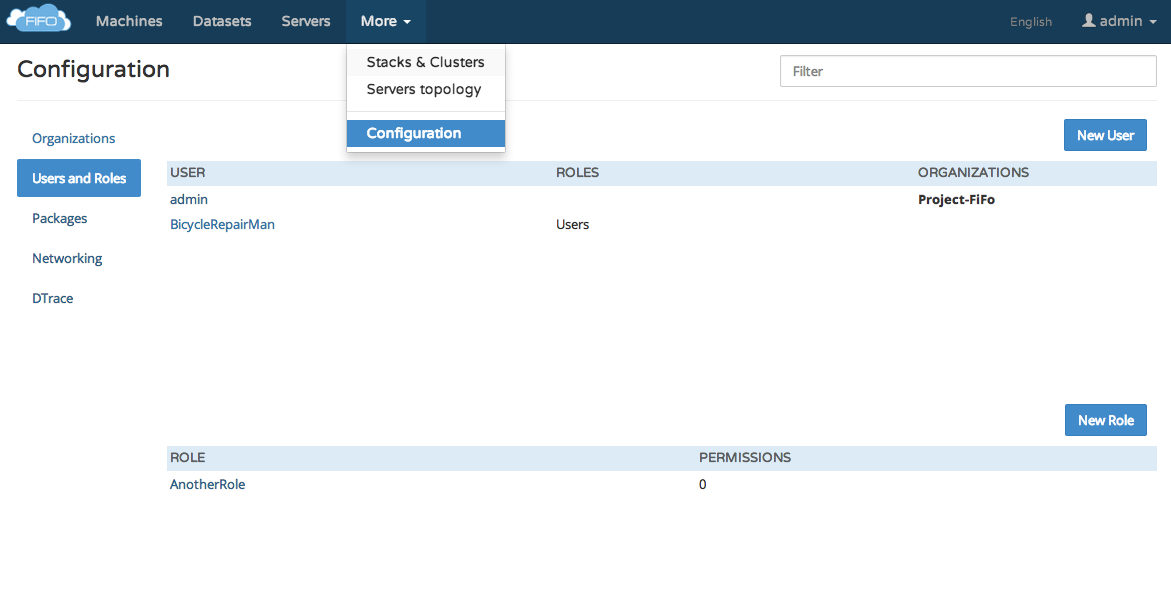 FIFO Machines Datasets Servers More English admin
Configuration
Filter
Stacks & Clusters
Servers topology
Configuration
Organizations
Users and Roles
Packages
Networking
DTrace
New User
USER ROLES ORGANIZATIONS
admin Project-FiFo
BicycleRepairMan Users
New Role
ROLE PERMISSIONS
AnotherRole 0